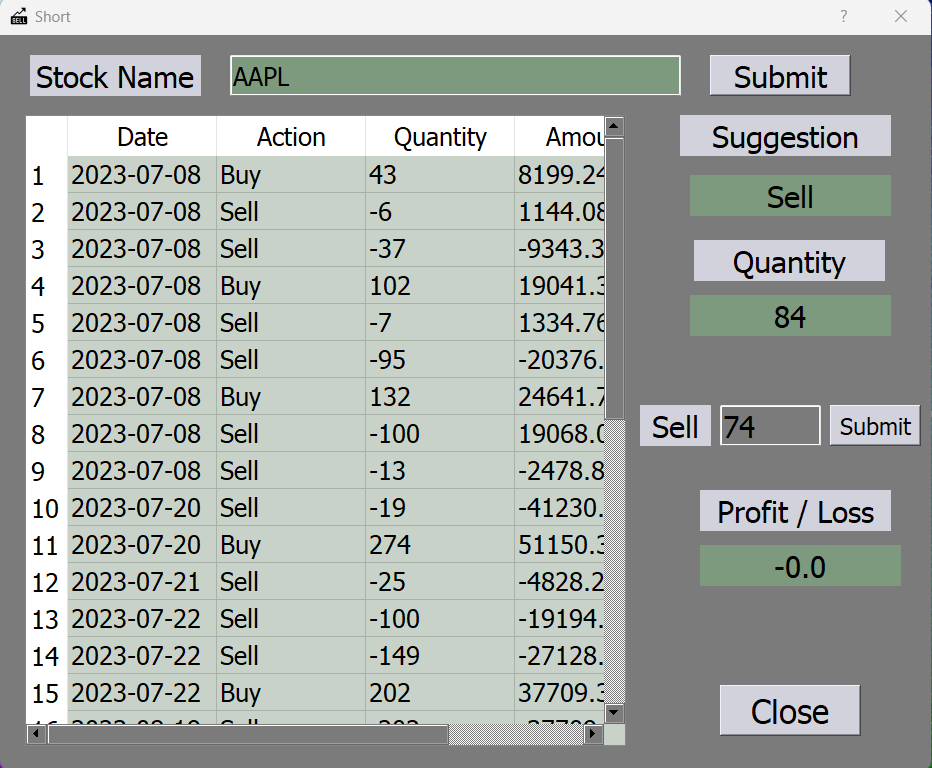 SELL Short ?
Stock Name AAPL Submit
Date Action Quantity Amou
1 2023-07-08 Buy 43 8199.24
2 2023-07-08 Sell -6 1144.08
3 2023-07-08 Sell -37 -9343.3
4 2023-07-08 Buy 102 19041.3
5 2023-07-08 Sell -7 1334.76
6 2023-07-08 Sell -95 -20376.
7 2023-07-08 Buy 132 24641.7
8 2023-07-08 Sell -100 19068.0
9 2023-07-08 Sell -13 -2478.8
10 2023-07-20 Sell -19 -41230.
11 2023-07-20 Buy 274 51150.3
12 2023-07-21 Sell -25 -4828.2
13 2023-07-22 Sell -100 -19194.
14 2023-07-22 Sell -149 -27128.
15 2023-07-22 Buy 202 37709.3
Suggestion
Sell
Quantity
84
Sell 74 Submit
Profit / Loss
-0.0
Close